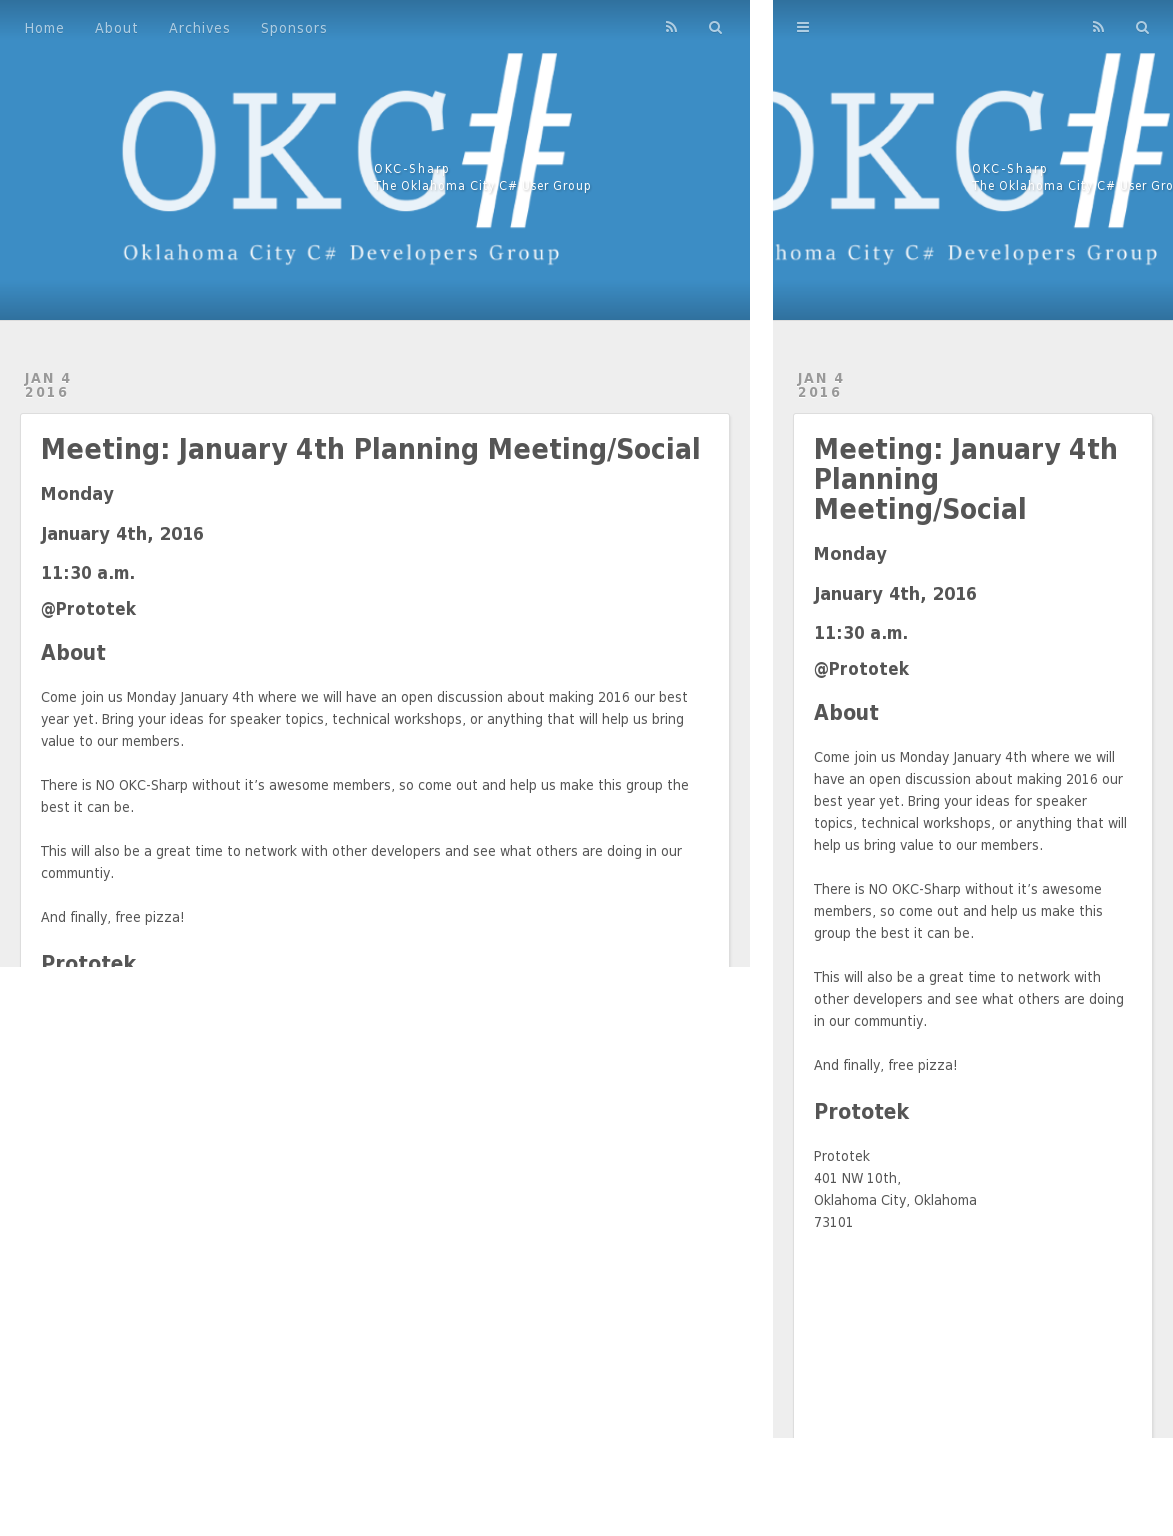 Home About Archives Sponsors
OKC#
OKC-Sharp
The Oklahoma City C# User Group
Oklahoma City C# Developers Group
JAN 4
2016
Meeting: January 4th Planning Meeting/Social
Monday
January 4th, 2016
11:30 a.m.
@Prototek
About
Come join us Monday January 4th where we will have an open discussion about making 2016 our best
year yet. Bring your ideas for speaker topics, technical workshops, or anything that will help us bring
value to our members.
There is NO OKC-Sharp without it’s awesome members, so come out and help us make this group the
best it can be.
This will also be a great time to network with other developers and see what others are doing in our
communtiy.
And finally, free pizza!
Prototek
OKC#
OKC-Sharp
The Oklahoma City C# User Gro
homa City C# Developers Group
JAN 4
2016
Meeting: January 4th
Planning
Meeting/Social
Monday
January 4th, 2016
11:30 a.m.
@Prototek
About
Come join us Monday January 4th where we will
have an open discussion about making 2016 our
best year yet. Bring your ideas for speaker
topics, technical workshops, or anything that will
help us bring value to our members.
There is NO OKC-Sharp without it’s awesome
members, so come out and help us make this
group the best it can be.
This will also be a great time to network with
other developers and see what others are doing
in our communtiy.
And finally, free pizza!
Prototek
Prototek
401 NW 10th,
Oklahoma City, Oklahoma
73101